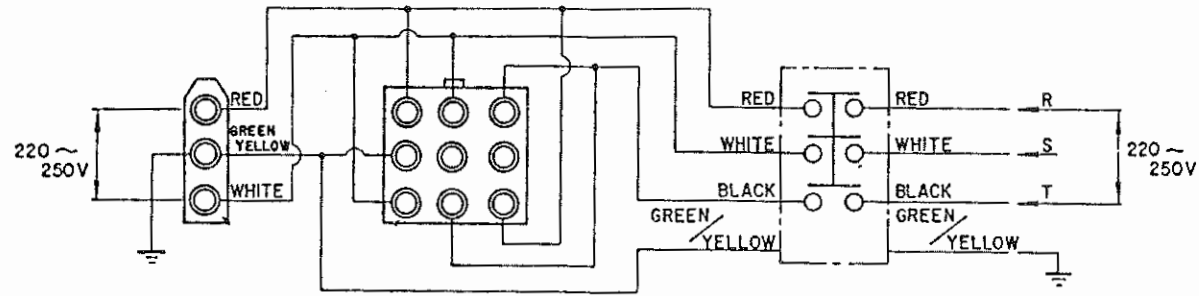 RED
GREEN
YELLOW
WHITE
220~
250V
RED
WHITE
BLACK
GREEN
YELLOW
RED
WHITE
BLACK
GREEN
YELLOW
R
S
T
220~
250V